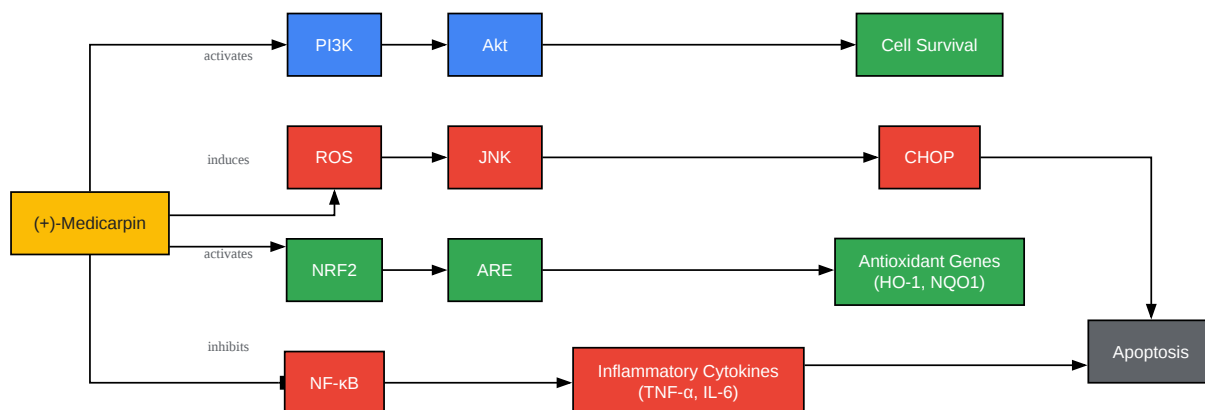 activates
PI3K
Akt
Cell Survival
induces
ROS
JNK
CHOP
(+)-Medicarpin
activates
NRF2
ARE
Antioxidant Genes
(HO-1, NQO1)
inhibits
NF-κB
Inflammatory Cytokines
(TNF-α, IL-6)
Apoptosis